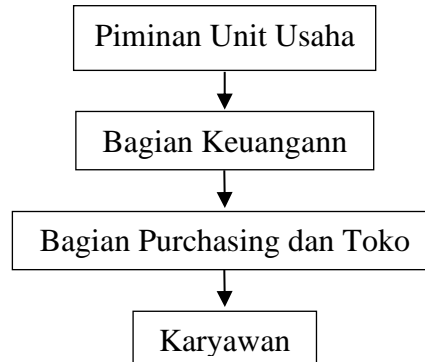 Piminan Unit Usaha
Bagian Keuangann
Bagian Purchasing dan Toko
Karyawan